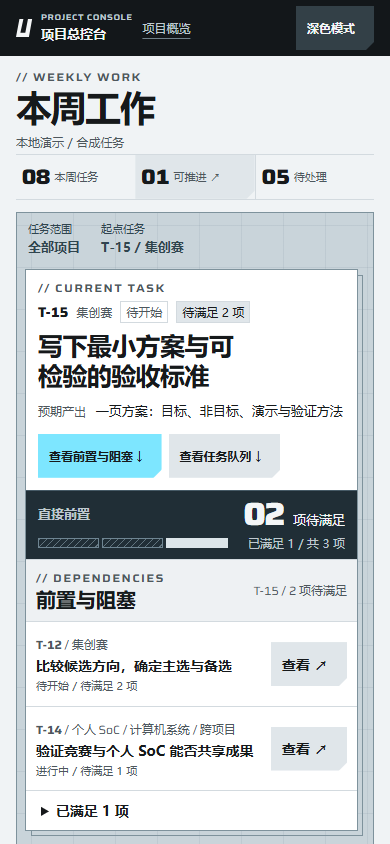 PROJECT CONSOLE
项目总控台
项目概览
深色模式
// WEEKLY WORK
本周工作
本地演示 / 合成任务
08 本周任务
01 可推进 ↗
05 待处理
任务范围 起点任务
全部项目 T-15 / 集创赛
// CURRENT TASK
T-15 集创赛 待开始 待满足 2 项
写下最小方案与可
检验的验收标准
预期产出 一页方案：目标、非目标、演示与验证方法
查看前置与阻塞 ↓ 查看任务队列 ↓
直接前置 02 项待满足
已满足 1 / 共 3 项
// DEPENDENCIES
前置与阻塞
T-15 / 2 项待满足
T-12 / 集创赛
比较候选方向，确定主选与备选
待开始 / 待满足 2 项
查看 ↗
T-14 / 个人 SoC / 计算机系统 / 跨项目
验证竞赛与个人 SoC 能否共享成果
进行中 / 待满足 1 项
查看 ↗
▶ 已满足 1 项